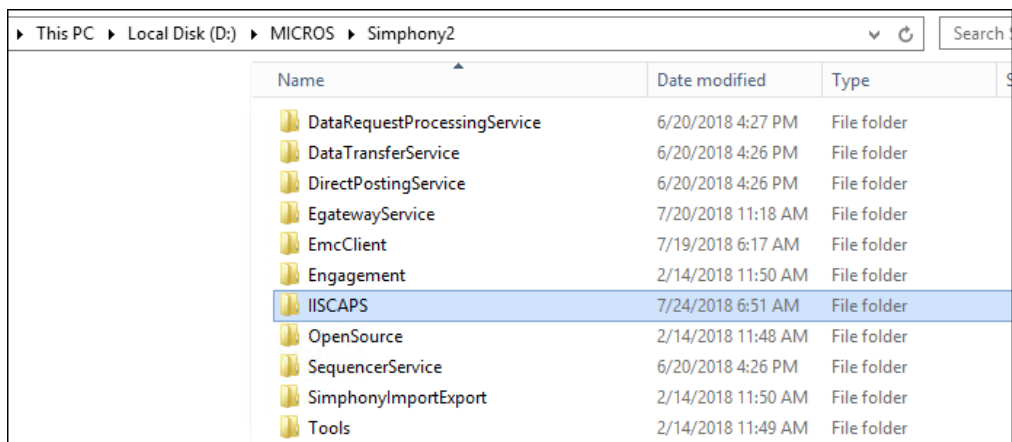 This PC Local Disk (D:) MICROS Simphony2 Search
Name Date modified Type
DataRequestProcessingService 6/20/2018 4:27 PM File folder
DataTransferService 6/20/2018 4:26 PM File folder
DirectPostingService 6/20/2018 4:26 PM File folder
EgatewayService 7/20/2018 11:18 AM File folder
EmcClient 7/19/2018 6:17 AM File folder
Engagement 2/14/2018 11:50 AM File folder
IISCAPS 7/24/2018 6:51 AM File folder
OpenSource 2/14/2018 11:48 AM File folder
SequencerService 6/20/2018 4:26 PM File folder
SimphonyImportExport 2/14/2018 11:50 AM File folder
Tools 2/14/2018 11:49 AM File folder